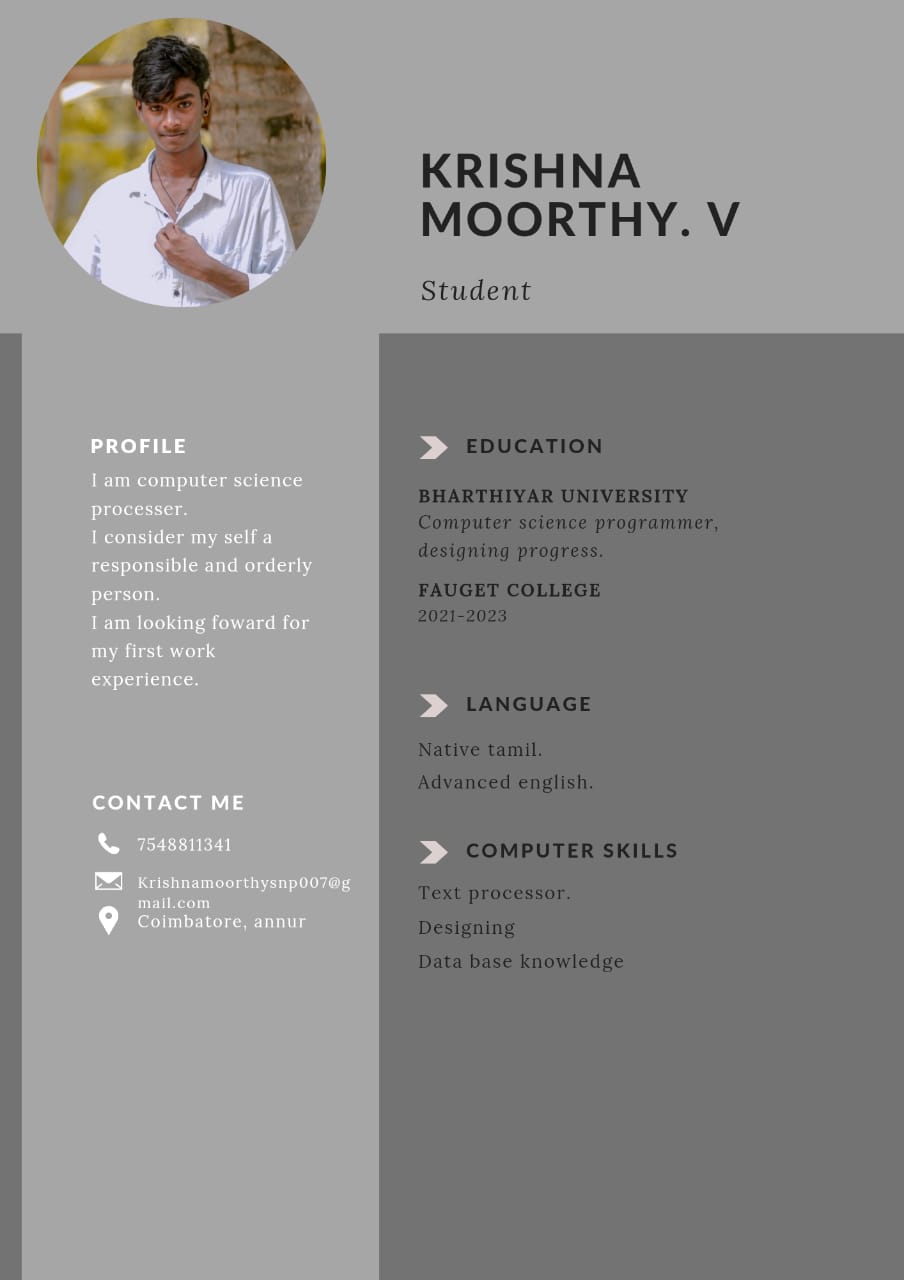 KRISHNA
MOORTHY. V
Student
PROFILE
I am computer science
processer.
I consider my self a
responsible and orderly
person.
I am looking foward for
my first work
experience.
CONTACT ME
7548811341
Krishnamoorthysnp007@g
mail.com
Coimbatore, annur
EDUCATION
BHARTHIYAR UNIVERSITY
Computer science programmer,
designing progress.
FAUGET COLLEGE
2021-2023
LANGUAGE
Native tamil.
Advanced english.
COMPUTER SKILLS
Text processor.
Designing
Data base knowledge